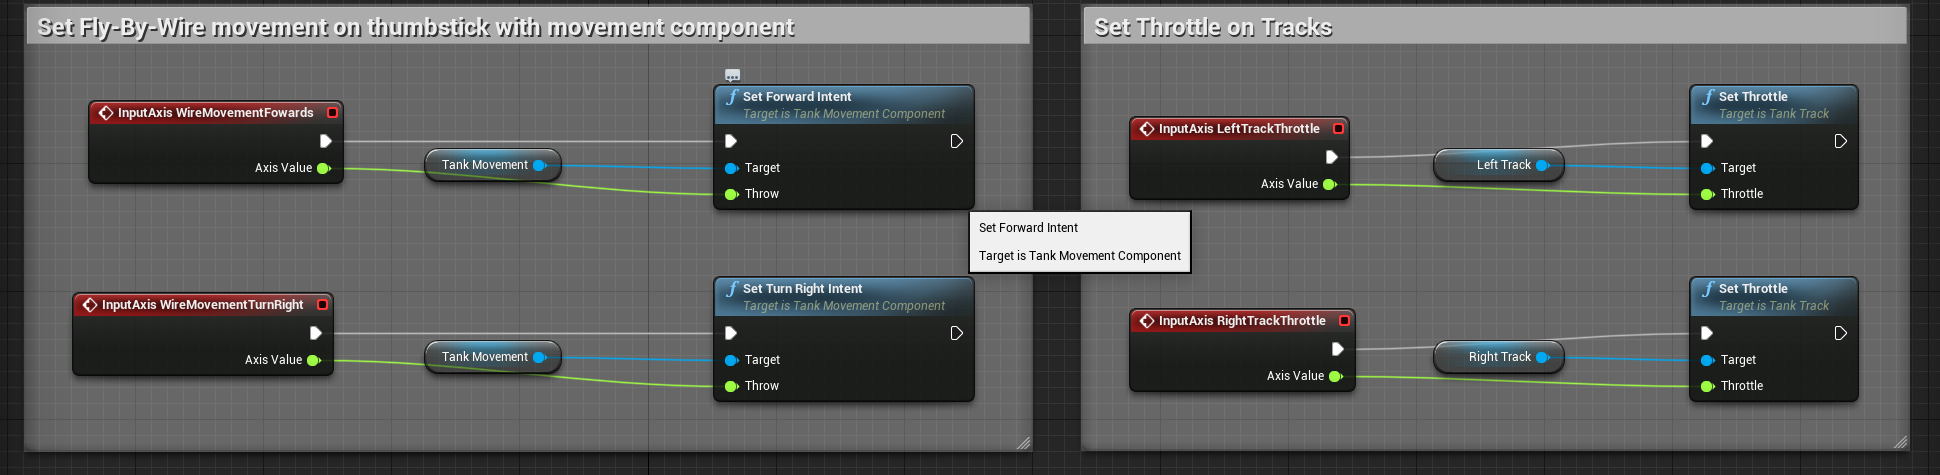 Set Fly-By-Wire movement on thumbstick with movement component
InputAxis WireMovementFowards
Axis Value
Tank Movement
Set Forward Intent
Target is Tank Movement Component
Target
Throw
Set Forward Intent
Target is Tank Movement Component
InputAxis WireMovementTurnRight
Axis Value
Tank Movement
Set Turn Right Intent
Target is Tank Movement Component
Target
Throw
Set Throttle on Tracks
InputAxis LeftTrackThrottle
Axis Value
Left Track
Set Throttle
Target is Tank Track
Target
Throttle
InputAxis RightTrackThrottle
Axis Value
Right Track
Set Throttle
Target is Tank Track
Target
Throttle